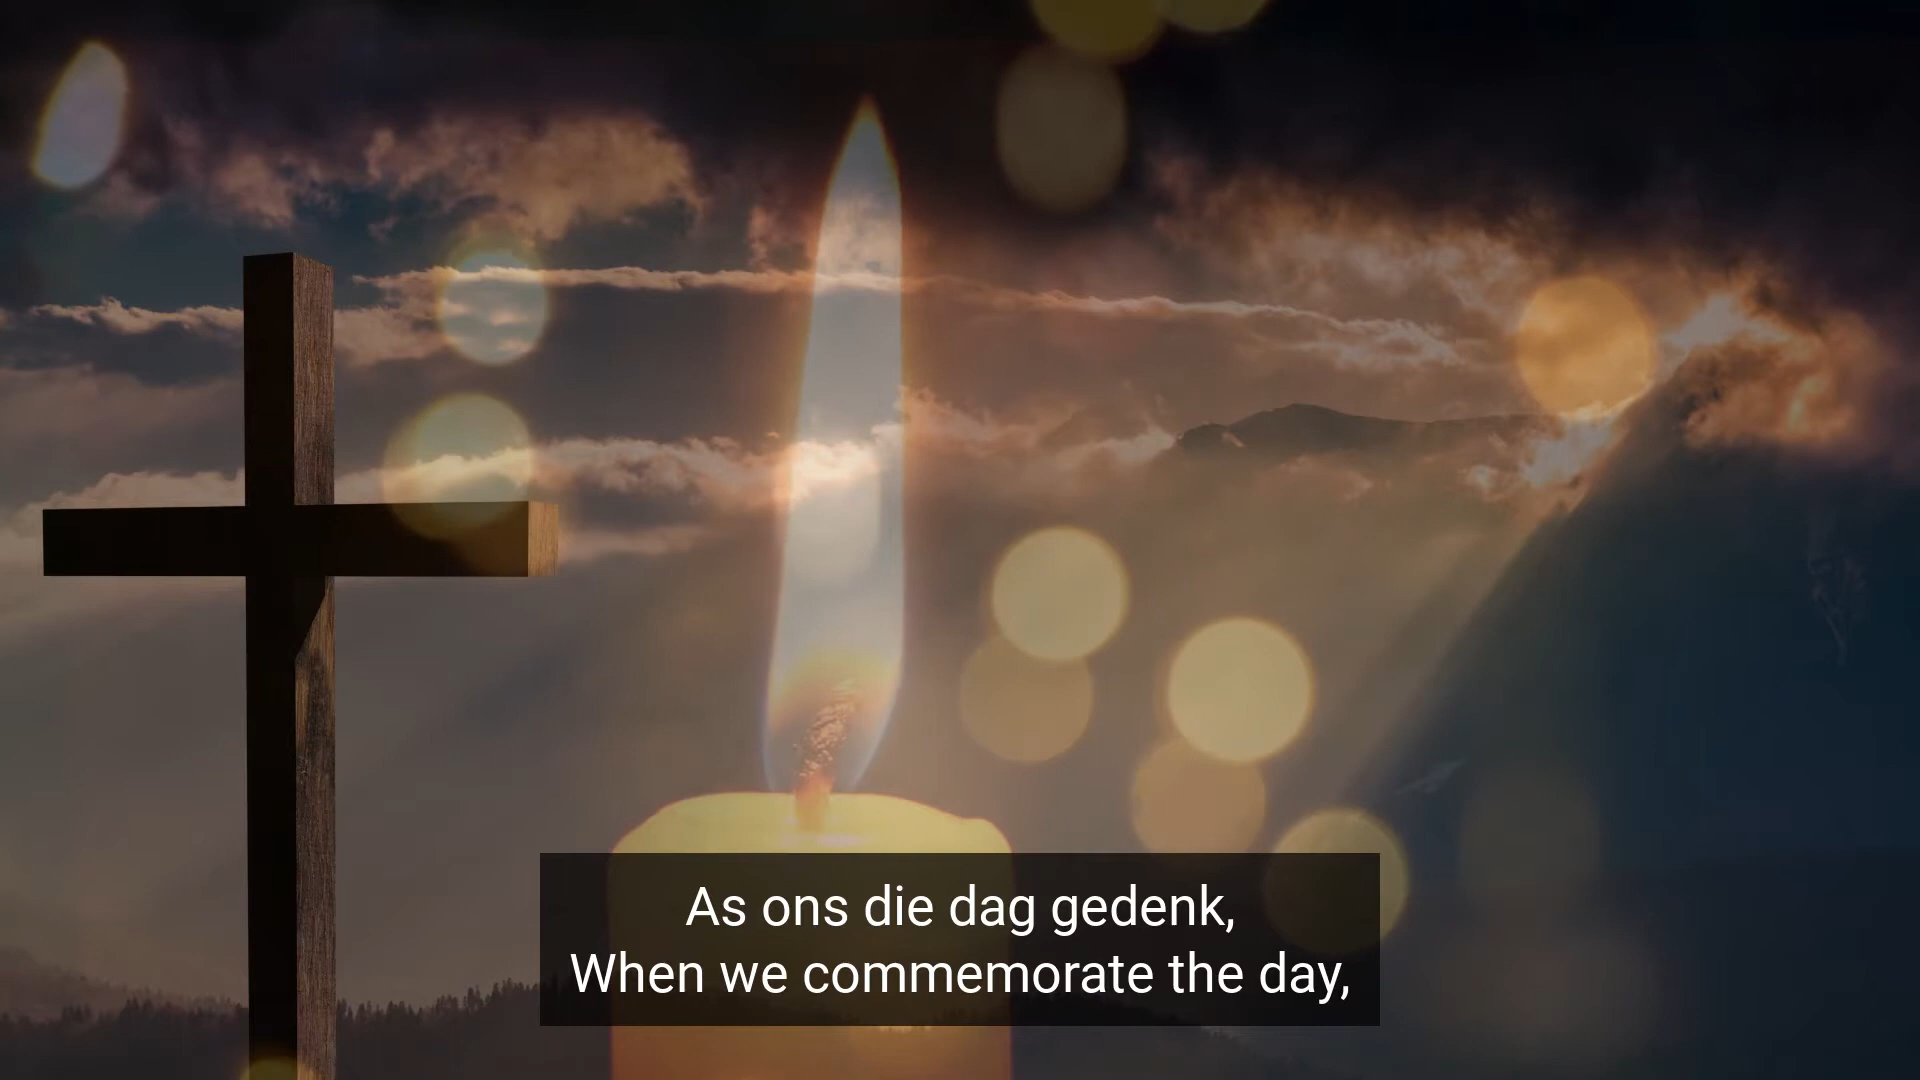 As ons die dag gedenk,
When we commemorate the day,